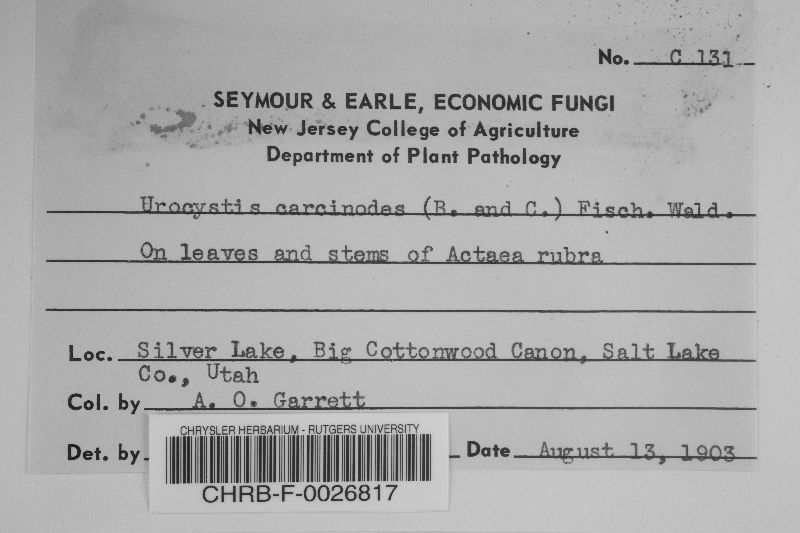 No. C 131
SEYMOUR & EARLE, ECONOMIC FUNGI
New Jersey College of Agriculture
Department of Plant Pathology
Urocystis carcinodes (B. and C.) Fisch. Wald.
On leaves and stems of Actaea rubra
Loc. Silver Lake, Big Cottonwood Canon, Salt Lake
Co., Utah
Col. by A. O. Garrett
Det. by Date August 13, 1903
CHRYSLER HERBARIUM - RUTGERS UNIVERSITY
CHRB-F-0026817